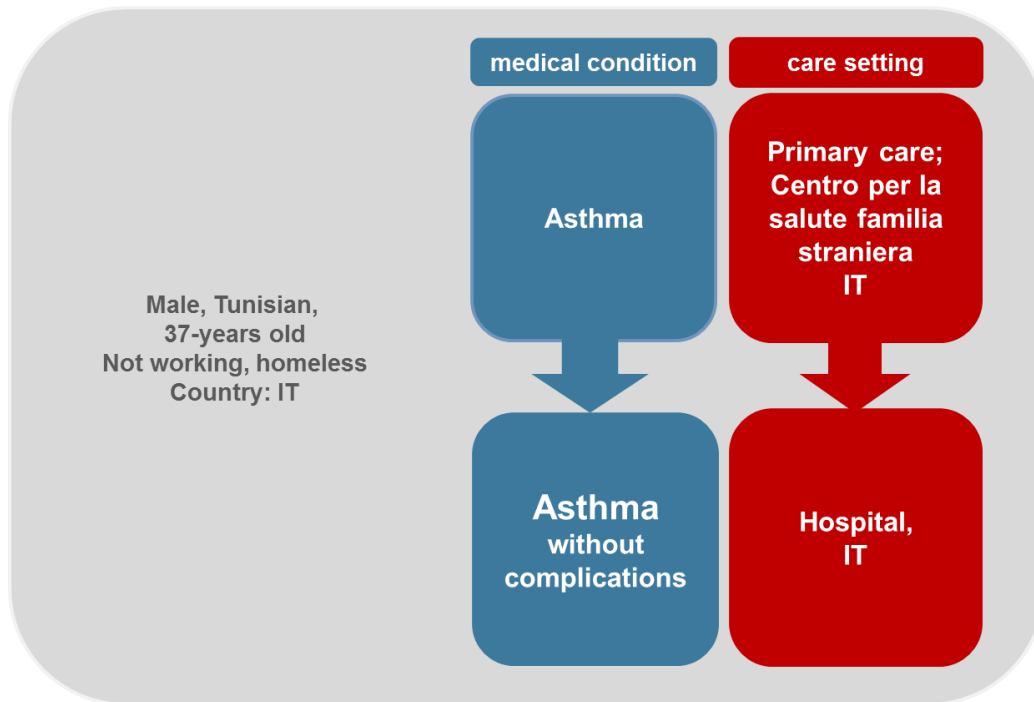 medical condition
care setting
Asthma
Primary care;
Centro per la
salute familia
straniera
IT
Male, Tunisian,
37-years old
Not working, homeless
Country: IT
Asthma
without
complications
Hospital,
IT